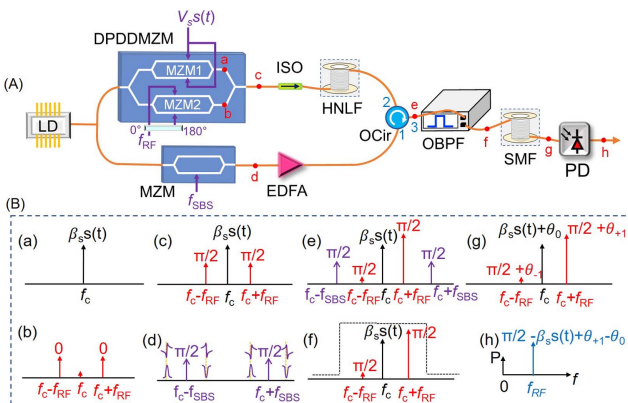 V_s s(t)
DPDDMZM
(A)
MZM1
a
MZM2
b
c
ISO
HNLF
2
OCir
1
e
3
OBPF
f
SMF
g
PD
h
LD
0°
180°
f_RF
MZM
d
EDFA
f_SBS
(B)
(a)
β_s s(t)
f_c
(c)
β_s s(t)
π/2
π/2
f_c-f_RF f_c f_c+f_RF
(e)
β_s s(t)
π/2
π/2
π/2
π/2
f_c-f_SBS f_c-f_RF f_c f_c+f_RF f_c+f_SBS
(g)
β_s s(t)+θ_0
π/2 +θ_+1
π/2 +θ_-1
f_c-f_RF f_c f_c+f_RF
(b)
0
0
f_c-f_RF f_c f_c+f_RF
(d)
π/2
π/2
f_c-f_SBS
f_c+f_SBS
(f)
β_s s(t)
π/2
π/2
f_c-f_RF f_c f_c+f_RF
(h)
π/2 -β_s s(t)+θ_+1-θ_0
P
0
f_RF
f